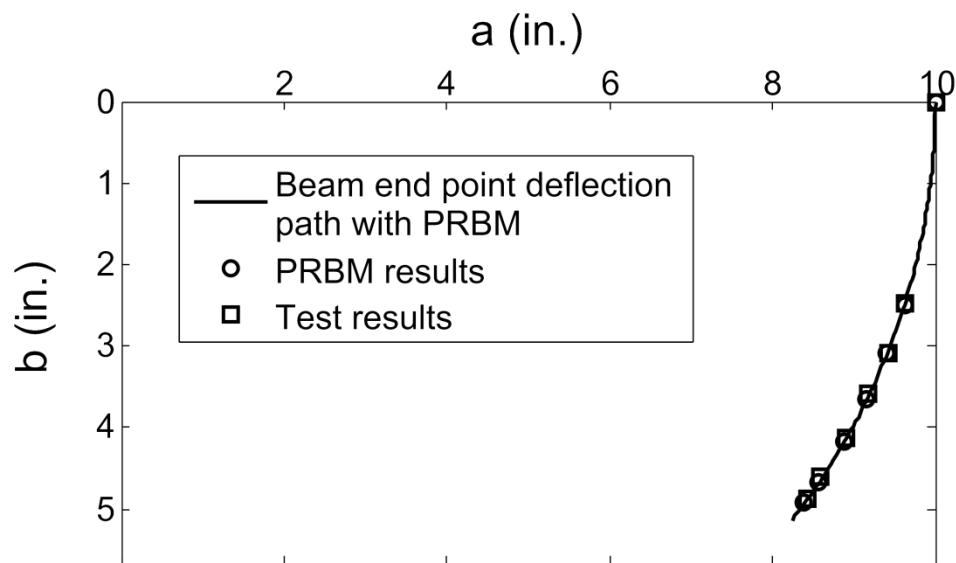 a (in.)
2 4 6 8 10
0
1
2
3
4
5
b (in.)
Beam end point deflection
path with PRBM
PRBM results
Test results